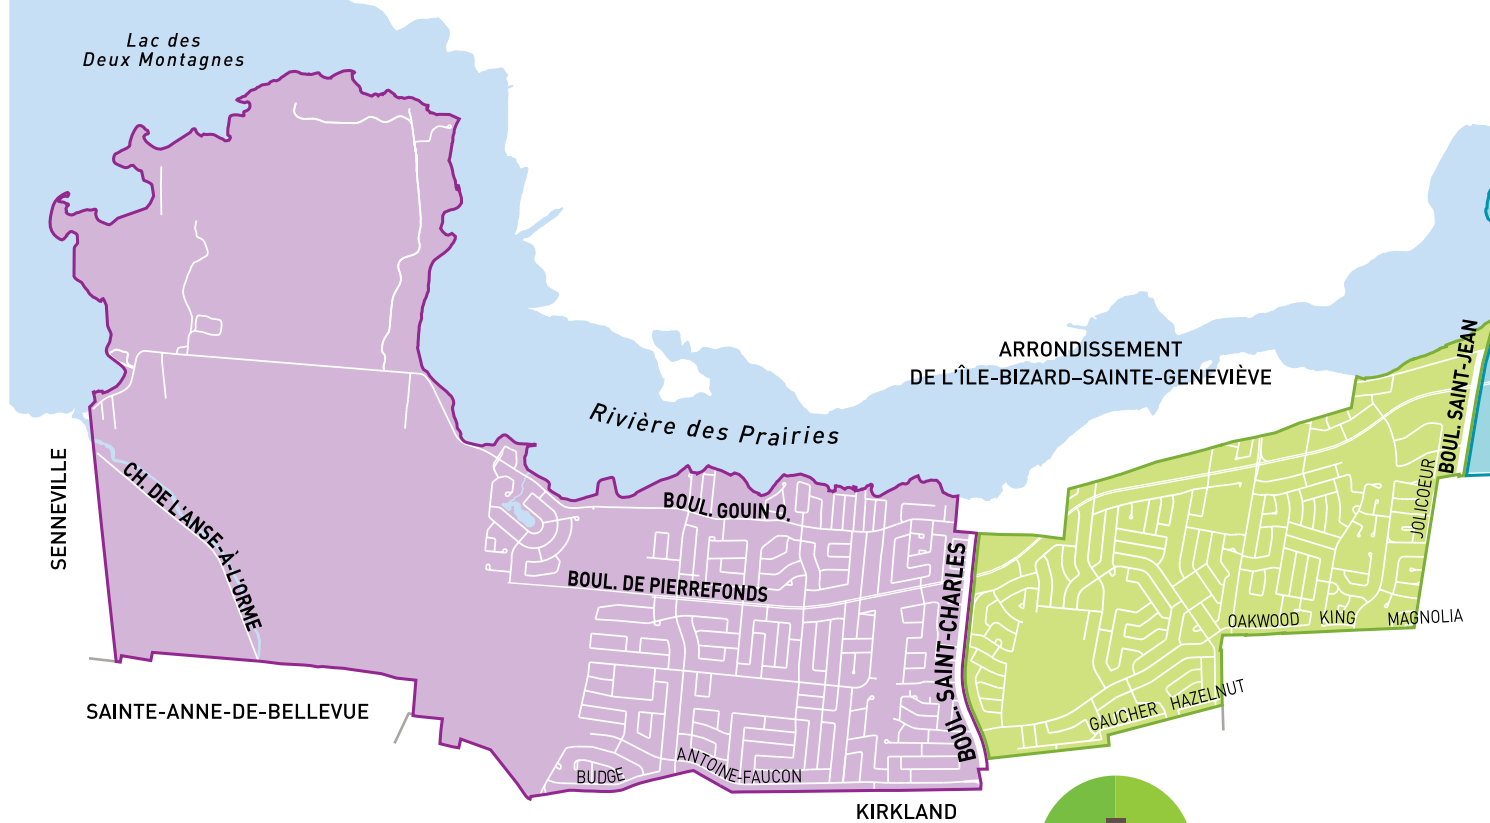 Lac des
Deux Montagnes
ARRONDISSEMENT
DE L'ÎLE-BIZARD–SAINTE-GENEVIÈVE
Rivière des Prairies
BOUL. SAINT-JEAN
SENNEVILLE
CH. DE L'ANSE-À-L'ORME
BOUL. GOUIN O.
JOLICOEUR
BOUL. DE PIERREFONDS
BOUL. SAINT-CHARLES
OAKWOOD
KING
MAGNOLIA
SAINTE-ANNE-DE-BELLEVUE
GAUCHER
HAZELNUT
BUDGE
ANTOINE-FAUCON
KIRKLAND